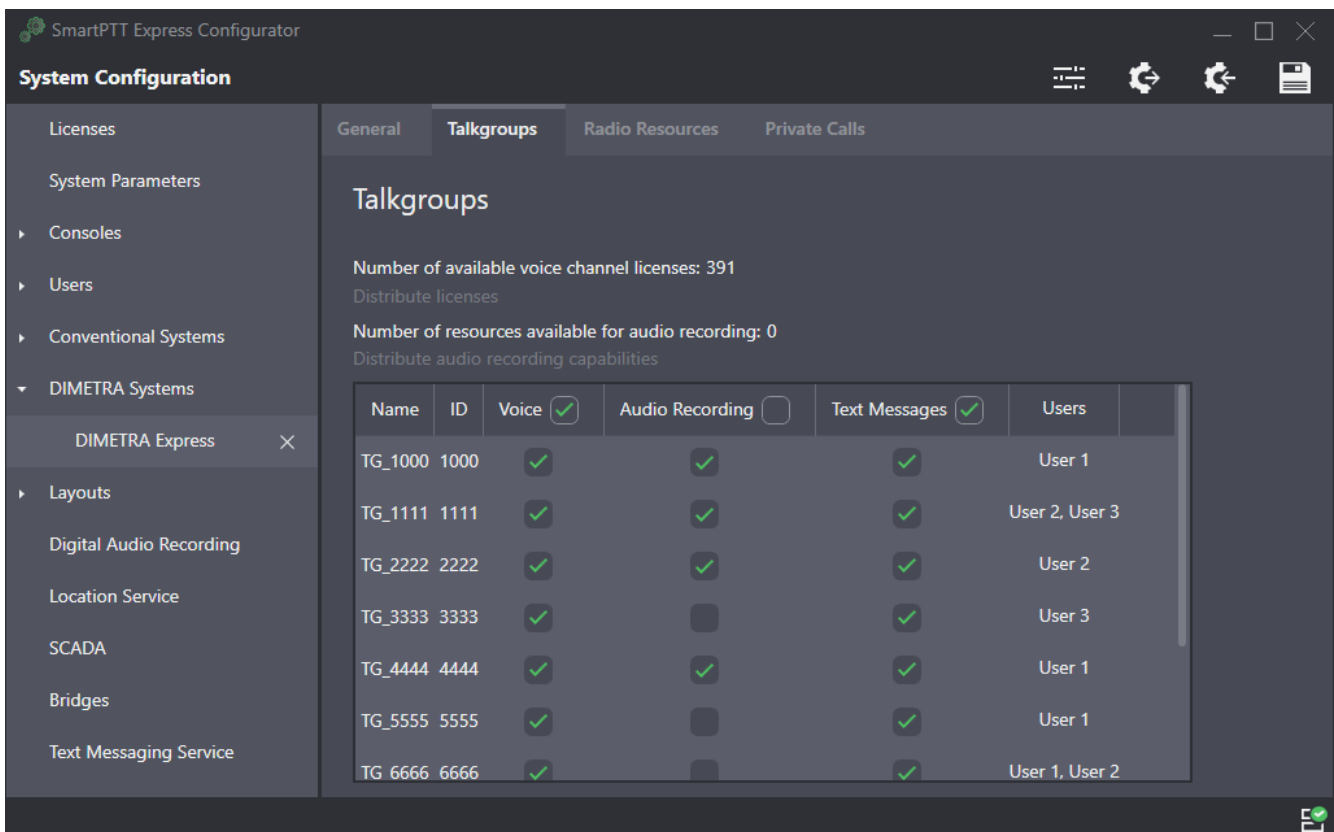 SmartPTT Express Configurator
System Configuration
Licenses
System Parameters
Consoles
Users
Conventional Systems
DIMETRA Systems
DIMETRA Express
Layouts
Digital Audio Recording
Location Service
SCADA
Bridges
Text Messaging Service
General Talkgroups Radio Resources Private Calls
Talkgroups
Number of available voice channel licenses: 391
Distribute licenses
Number of resources available for audio recording: 0
Distribute audio recording capabilities
Name ID Voice Audio Recording Text Messages Users
TG_1000 1000 User 1
TG_1111 1111 User 2, User 3
TG_2222 2222 User 2
TG_3333 3333 User 3
TG_4444 4444 User 1
TG_5555 5555 User 1
TG_6666 6666 User 1, User 2